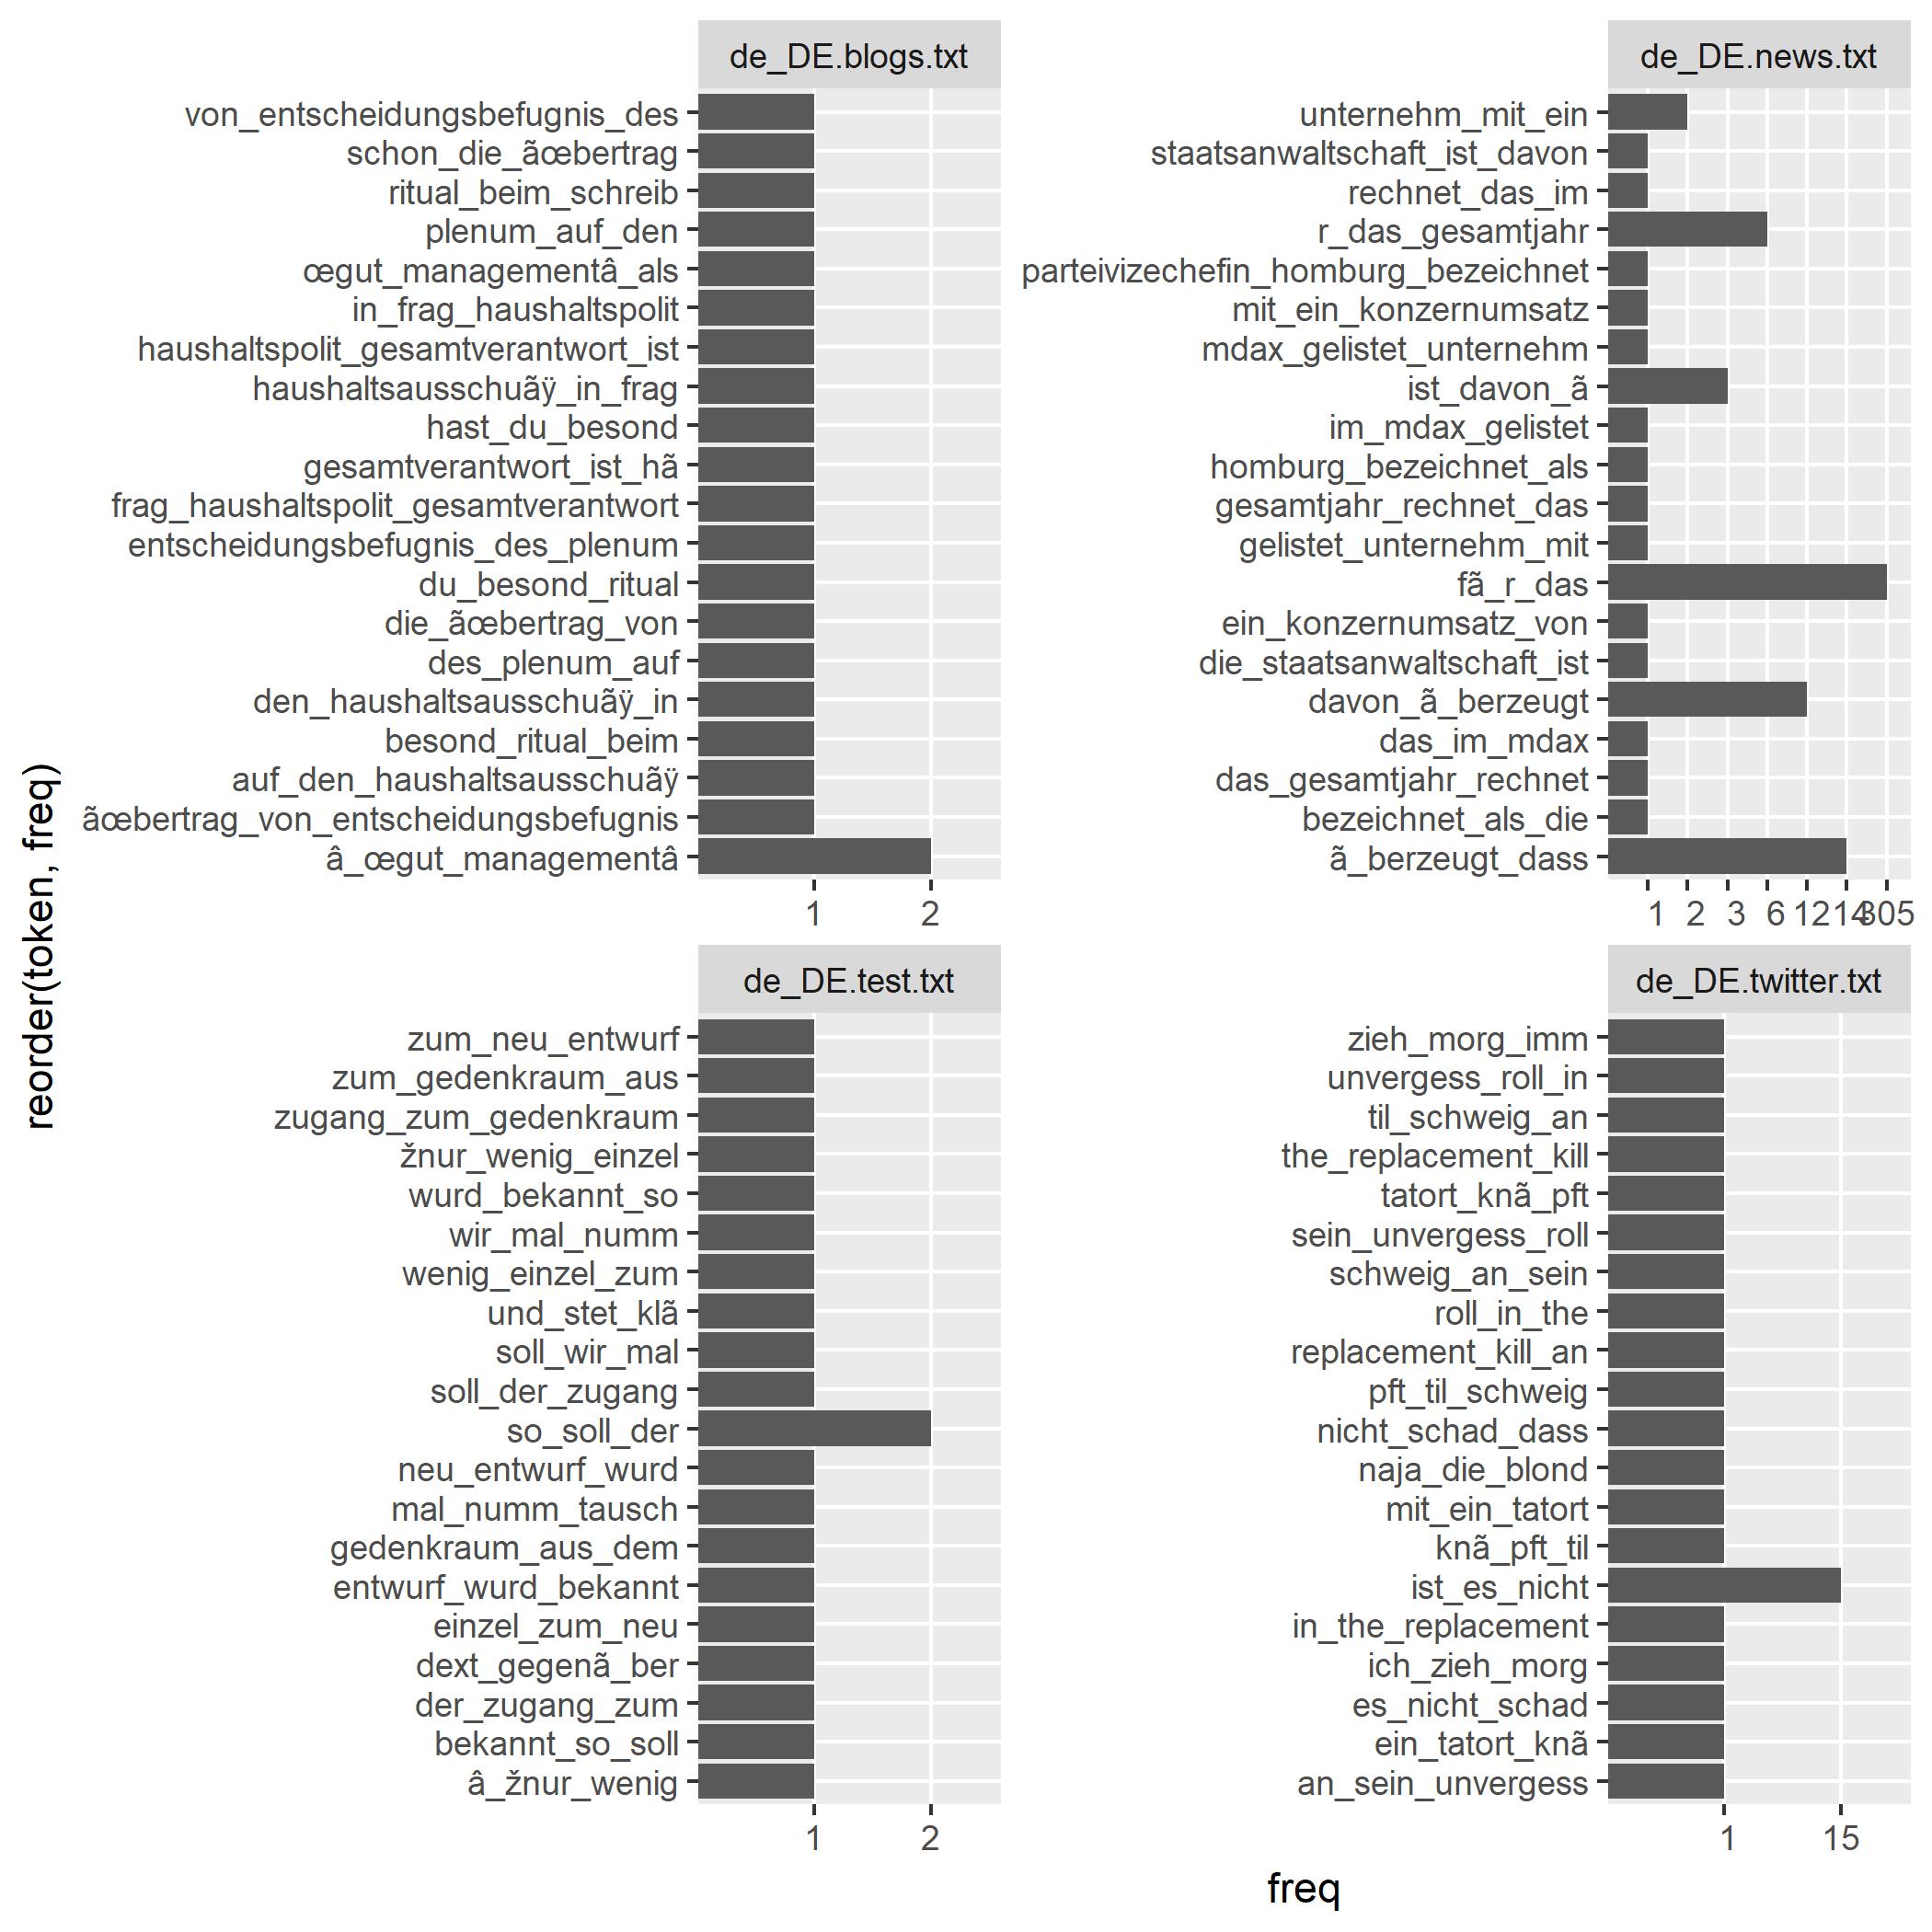 de_DE.blogs.txt
von_entscheidungsbefugnis_des
schon_die_ãœbertrag
ritual_beim_schreib
plenum_auf_den
œgut_managementâ_als
in_frag_haushaltspolit
haushaltspolit_gesamtverantwort_ist
haushaltsausschuãÿ_in_frag
hast_du_besond
gesamtverantwort_ist_hã
frag_haushaltspolit_gesamtverantwort
entscheidungsbefugnis_des_plenum
du_besond_ritual
die_ãœbertrag_von
des_plenum_auf
den_haushaltsausschuãÿ_in
besond_ritual_beim
auf_den_haushaltsausschuãÿ
ãœbertrag_von_entscheidungsbefugnis
â_œgut_managementâ
1 2
de_DE.news.txt
unternehm_mit_ein
staatsanwaltschaft_ist_davon
rechnet_das_im
r_das_gesamtjahr
parteivizechefin_homburg_bezeichnet
mit_ein_konzernumsatz
mdax_gelistet_unternehm
ist_davon_ã
im_mdax_gelistet
homburg_bezeichnet_als
gesamtjahr_rechnet_das
gelistet_unternehm_mit
fã_r_das
ein_konzernumsatz_von
die_staatsanwaltschaft_ist
davon_ã_berzeugt
das_im_mdax
das_gesamtjahr_rechnet
bezeichnet_als_die
ã_berzeugt_dass
1 2 3 6 12 14 305
de_DE.test.txt
zum_neu_entwurf
zum_gedenkraum_aus
zugang_zum_gedenkraum
žnur_wenig_einzel
wurd_bekannt_so
wir_mal_numm
wenig_einzel_zum
und_stet_klã
soll_wir_mal
soll_der_zugang
so_soll_der
neu_entwurf_wurd
mal_numm_tausch
gedenkraum_aus_dem
entwurf_wurd_bekannt
einzel_zum_neu
dext_gegenã_ber
der_zugang_zum
bekannt_so_soll
â_žnur_wenig
1 2
de_DE.twitter.txt
zieh_morg_imm
unvergess_roll_in
til_schweig_an
the_replacement_kill
tatort_knã_pft
sein_unvergess_roll
schweig_an_sein
roll_in_the
replacement_kill_an
pft_til_schweig
nicht_schad_dass
naja_die_blond
mit_ein_tatort
knã_pft_til
ist_es_nicht
in_the_replacement
ich_zieh_morg
es_nicht_schad
ein_tatort_knã
an_sein_unvergess
1 15
reorder(token, freq)
freq